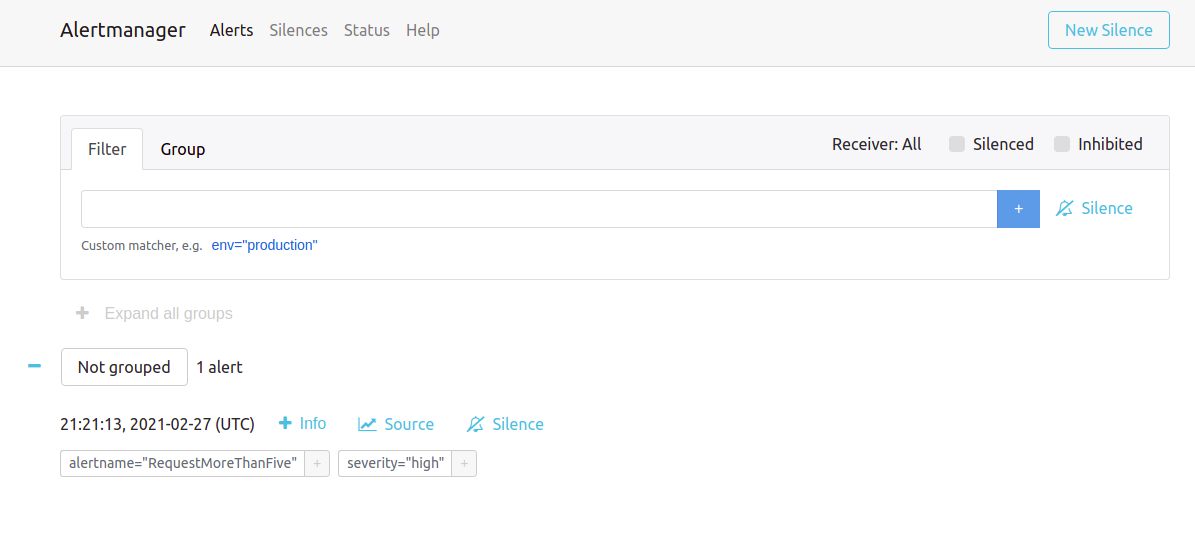 Alertmanager Alerts Silences Status Help New Silence
Filter Group Receiver: All Silenced Inhibited
+ Silence
Custom matcher, e.g. env="production"
+ Expand all groups
− Not grouped 1 alert
21:21:13, 2021-02-27 (UTC) + Info Source Silence
alertname="RequestMoreThanFive" + severity="high" +